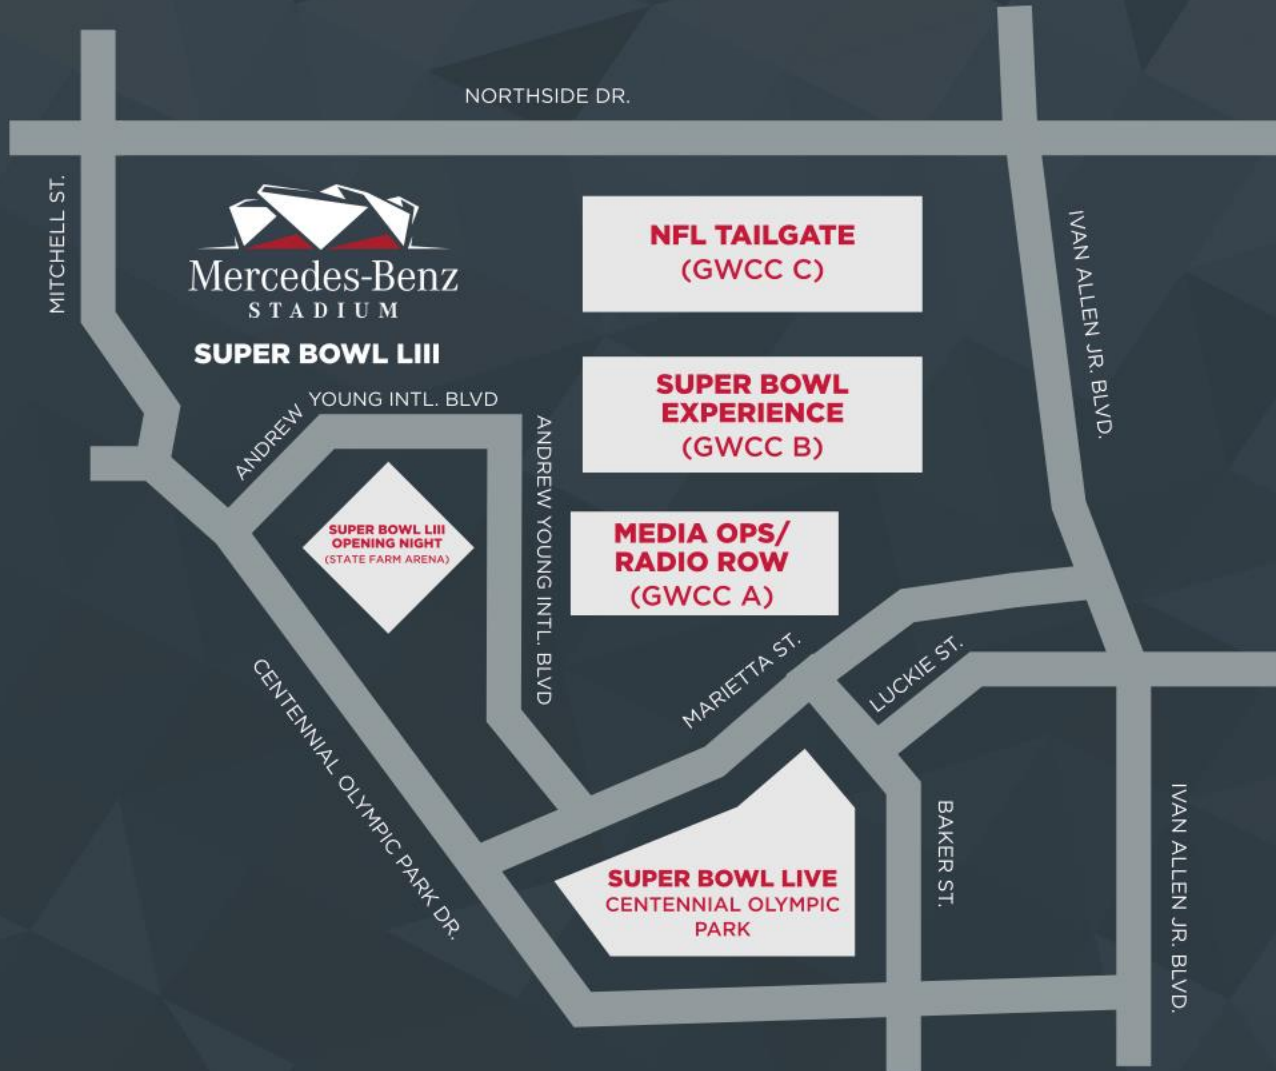 NORTHSIDE DR.
MITCHELL ST.
Mercedes-Benz
STADIUM
SUPER BOWL LIII
NFL TAILGATE
(GWCC C)
IVAN ALLEN JR. BLVD.
SUPER BOWL
EXPERIENCE
(GWCC B)
ANDREW YOUNG INTL. BLVD
ANDREW YOUNG INTL. BLVD
SUPER BOWL LIII
OPENING NIGHT
(STATE FARM ARENA)
MEDIA OPS/
RADIO ROW
(GWCC A)
MARIETTA ST.
LUCKIE ST.
CENTENNIAL OLYMPIC PARK DR.
SUPER BOWL LIVE
CENTENNIAL OLYMPIC
PARK
BAKER ST.
IVAN ALLEN JR. BLVD.